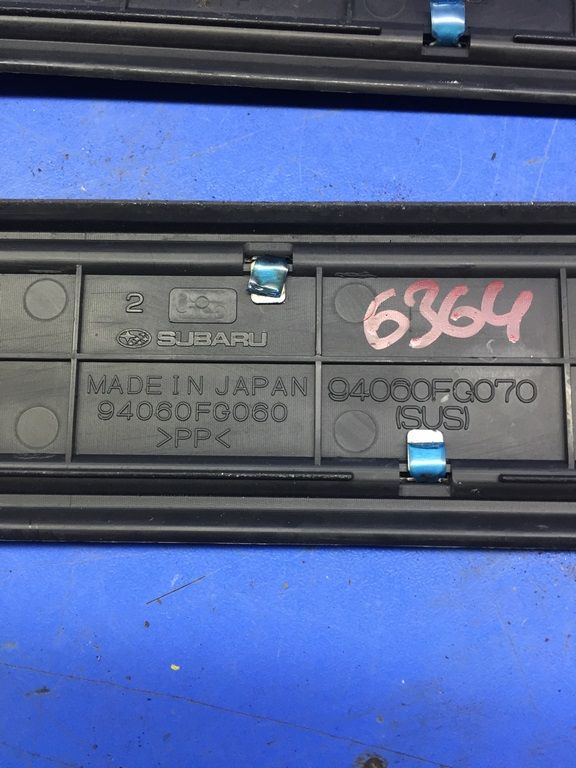 2
SUBARU
6364
MADE IN JAPAN
94060FG060
>PP<
94060FG070
(SUS)